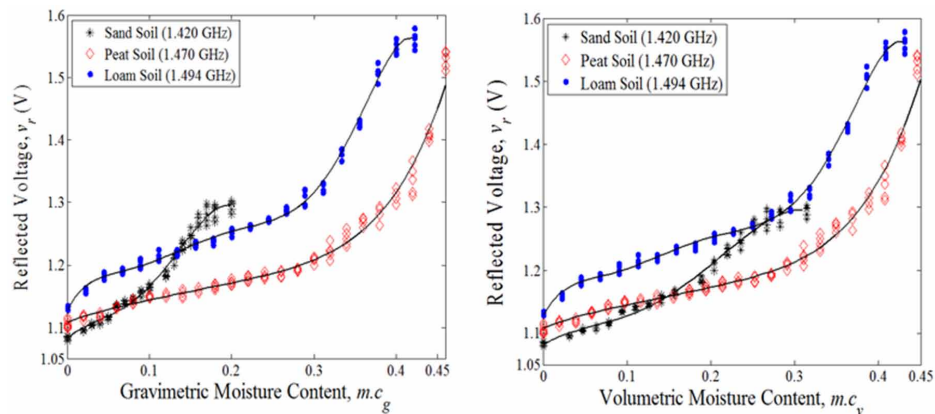 1.6
1.5
1.4
1.3
1.2
1.1
1.05
Reflected Voltage, vr (V)
Sand Soil (1.420 GHz)
Peat Soil (1.470 GHz)
Loam Soil (1.494 GHz)
0 0.1 0.2 0.3 0.4 0.45
Gravimetric Moisture Content, m.cg
1.6
1.5
1.4
1.3
1.2
1.1
1.05
Reflected Voltage, vr (V)
Sand Soil (1.420 GHz)
Peat Soil (1.470 GHz)
Loam Soil (1.494 GHz)
0 0.1 0.2 0.3 0.4 0.45
Volumetric Moisture Content, m.cv